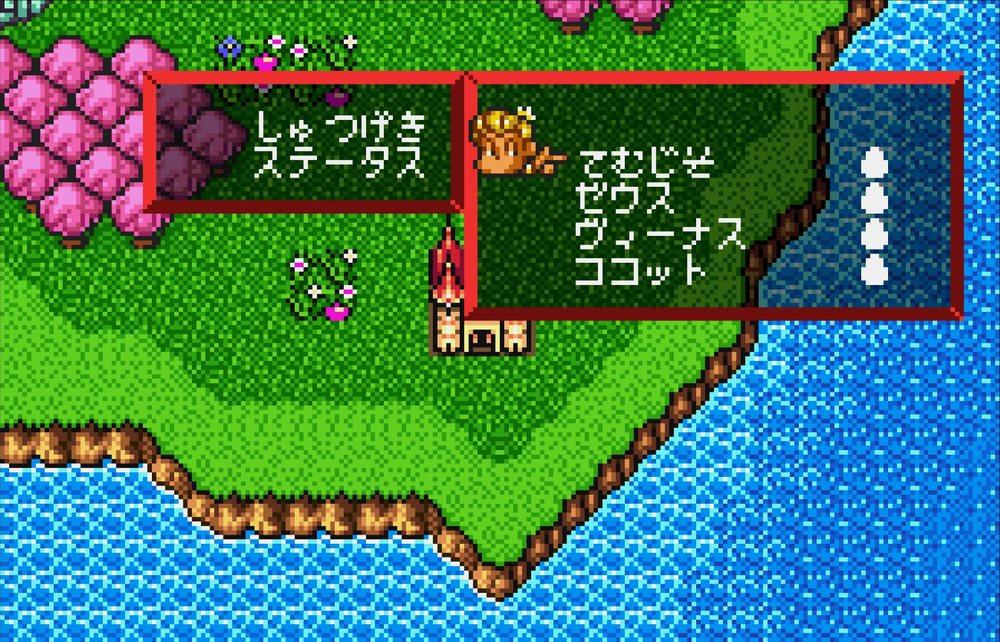 しゅつげき
ステータス
てむじせ
ゼウス
ヴィーナス
ココット